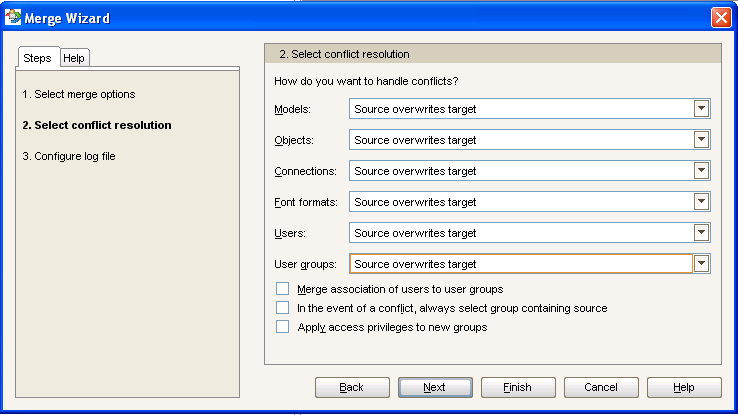 Merge Wizard
Steps Help
1. Select merge options
2. Select conflict resolution
3. Configure log file
2. Select conflict resolution
How do you want to handle conflicts?
Models: Source overwrites target
Objects: Source overwrites target
Connections: Source overwrites target
Font formats: Source overwrites target
Users: Source overwrites target
User groups: Source overwrites target
Merge association of users to user groups
In the event of a conflict, always select group containing source
Apply access privileges to new groups
Back Next Finish Cancel Help